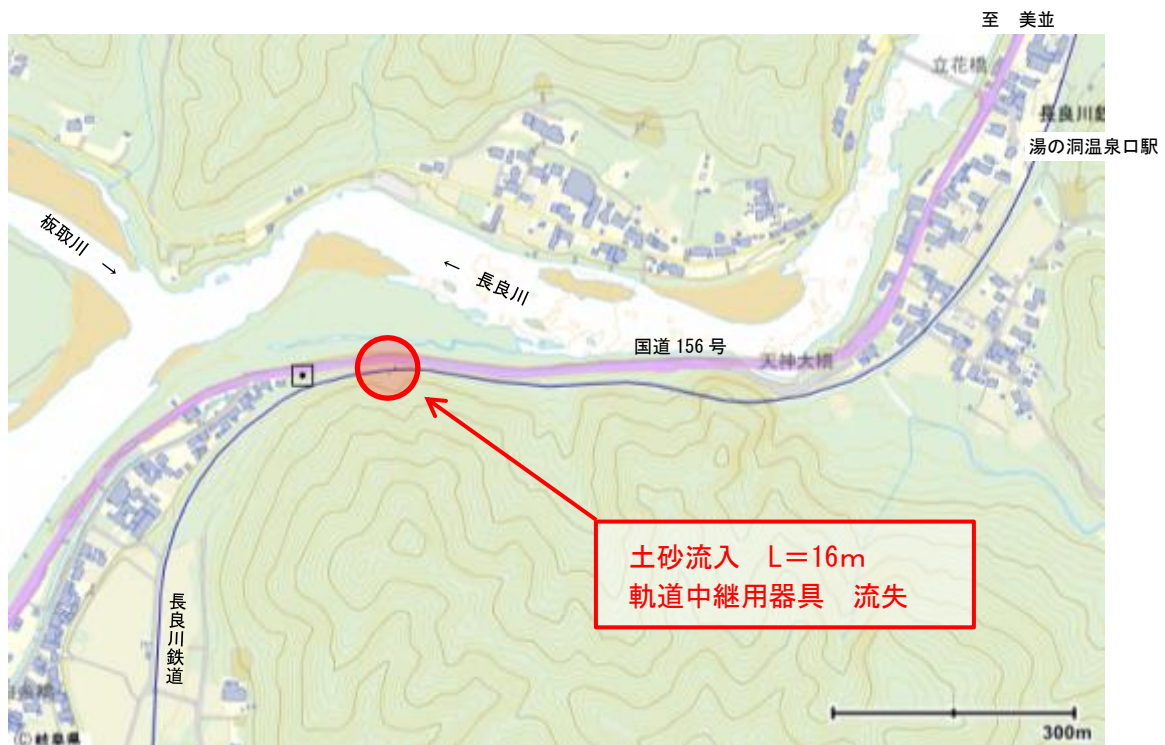 至 美並
立花橋
長良川鉄
湯の洞温泉口駅
板取川 →
← 長良川
国道156号
天神大橋
土砂流入 L=16m
軌道中継用器具 流失
長良川鉄道
300m
©岐阜県